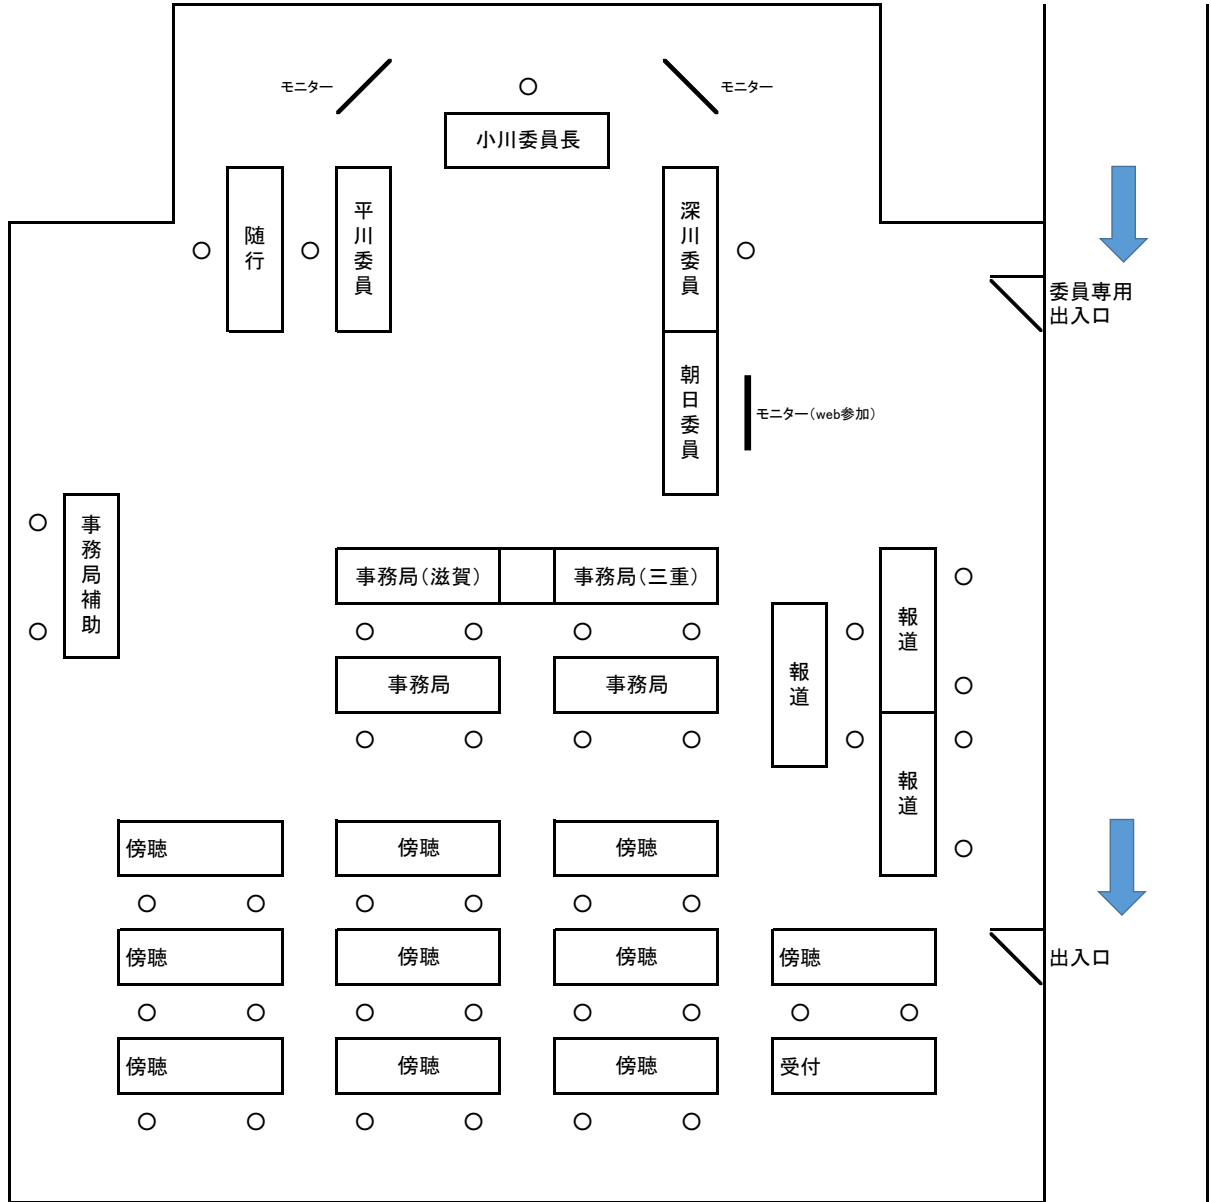 モニター
モニター
小川委員長
随行
平川委員
深川委員
委員専用
出入口
朝日委員
モニター（web参加）
事務局補助
事務局（滋賀）
事務局（三重）
報道
報道
事務局
事務局
報道
傍聴
傍聴
傍聴
傍聴
傍聴
傍聴
傍聴
出入口
傍聴
傍聴
傍聴
受付